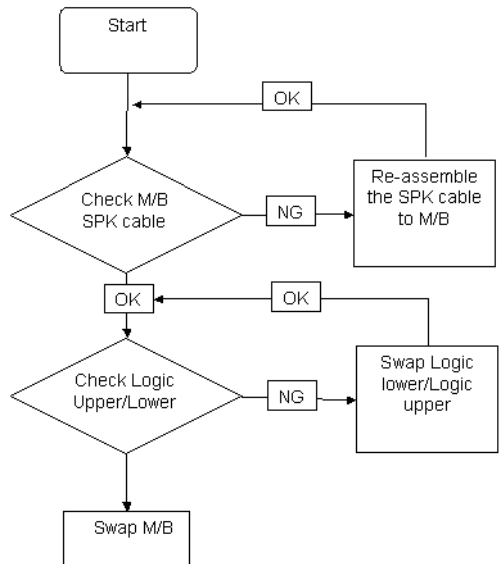 Start
OK
Check M/B
SPK cable
NG
Re-assemble
the SPK cable
to M/B
OK
OK
Check Logic
Upper/Lower
NG
Swap Logic
lower/Logic
upper
Swap M/B